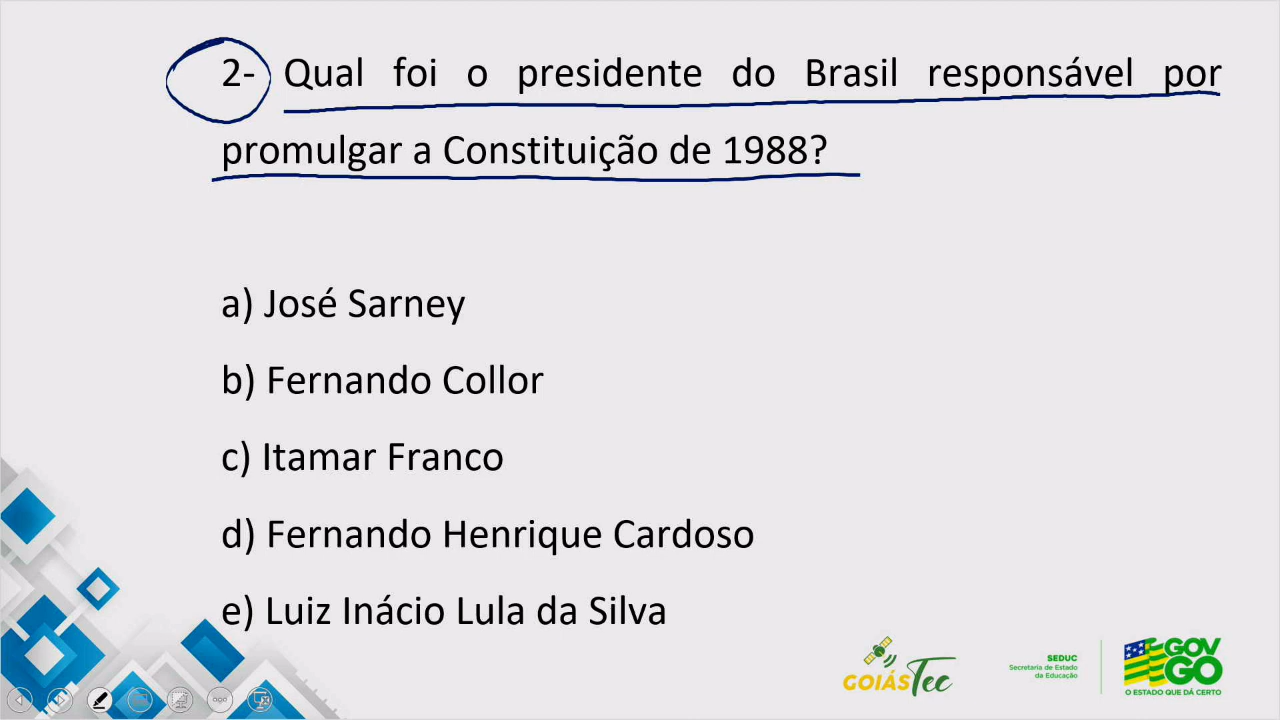 2- Qual foi o presidente do Brasil responsável por
promulgar a Constituição de 1988?
a) José Sarney
b) Fernando Collor
c) Itamar Franco
d) Fernando Henrique Cardoso
e) Luiz Inácio Lula da Silva
GOIÁSTec
SEDUC
Secretaria de Estado
da Educação
GOV
GO
O ESTADO QUE DÁ CERTO